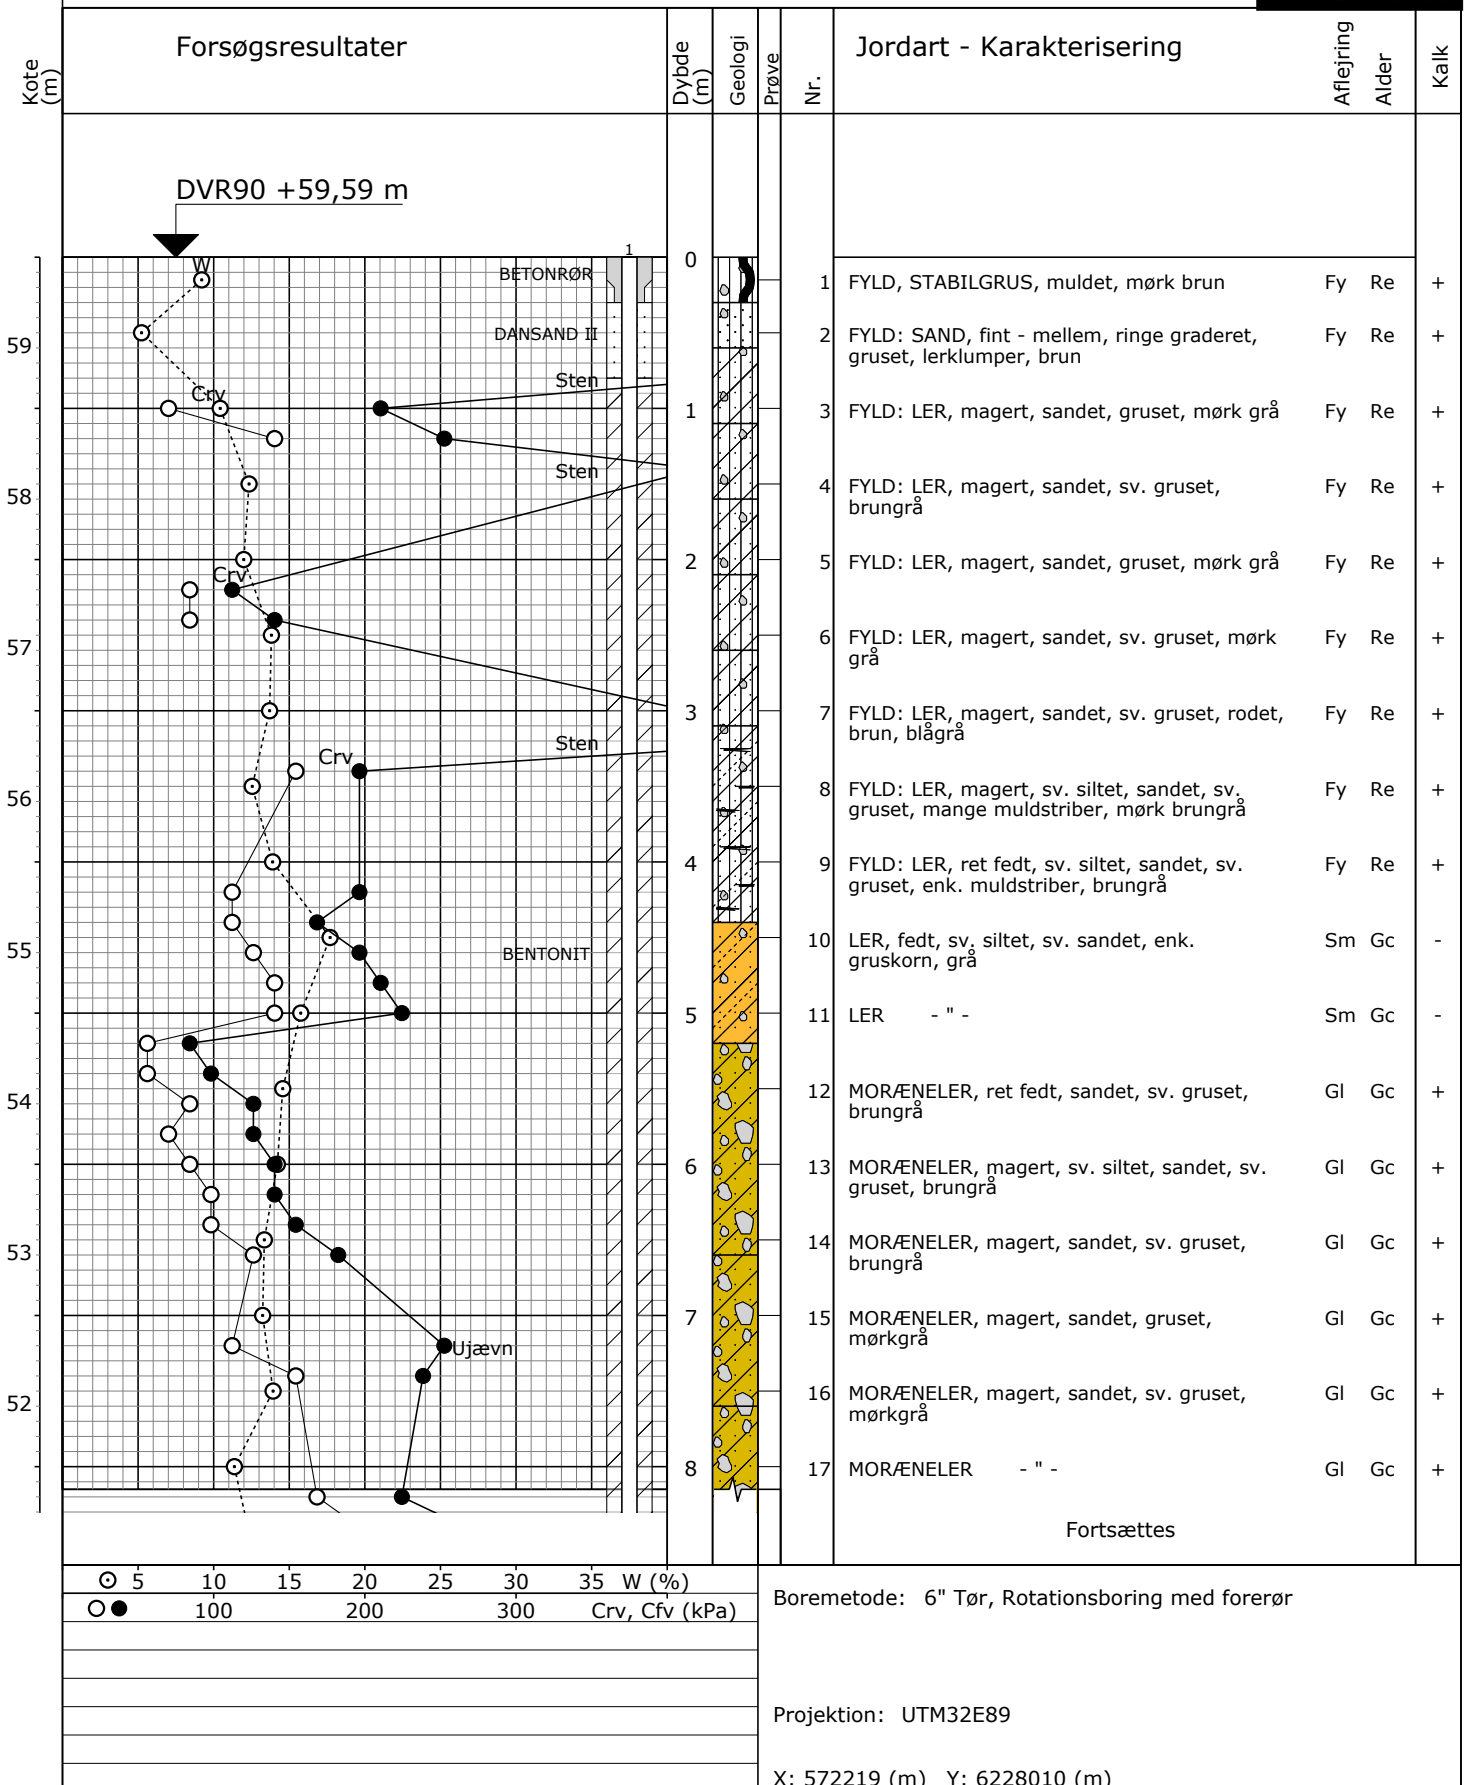 Kote (m)
Forsøgsresultater
Dybde (m)
Geologi
Prøve
Nr.
Jordart - Karakterisering
Aflejring
Alder
Kalk
DVR90 +59,59 m
1
W
BETONRØR
0
1 FYLD, STABILGRUS, muldet, mørk brun Fy Re +
59
DANSAND II
2 FYLD: SAND, fint - mellem, ringe graderet, Fy Re +
gruset, lerklumper, brun
Sten
Crv
1
3 FYLD: LER, magert, sandet, gruset, mørk grå Fy Re +
Sten
58
4 FYLD: LER, magert, sandet, sv. gruset, Fy Re +
brungrå
Crv
2
5 FYLD: LER, magert, sandet, gruset, mørk grå Fy Re +
57
6 FYLD: LER, magert, sandet, sv. gruset, mørk Fy Re +
grå
3
7 FYLD: LER, magert, sandet, sv. gruset, rodet, Fy Re +
brun, blågrå
Sten
Crv
56
8 FYLD: LER, magert, sv. siltet, sandet, sv. Fy Re +
gruset, mange muldstriber, mørk brungrå
4
9 FYLD: LER, ret fedt, sv. siltet, sandet, sv. Fy Re +
gruset, enk. muldstriber, brungrå
55
BENTONIT
10 LER, fedt, sv. siltet, sv. sandet, enk. Sm Gc -
gruskorn, grå
5
11 LER - " - Sm Gc -
54
12 MORÆNELER, ret fedt, sandet, sv. gruset, Gl Gc +
brungrå
6
13 MORÆNELER, magert, sv. siltet, sandet, sv. Gl Gc +
gruset, brungrå
53
14 MORÆNELER, magert, sandet, sv. gruset, Gl Gc +
brungrå
7
15 MORÆNELER, magert, sandet, gruset, Gl Gc +
mørkgrå
Ujævn
52
16 MORÆNELER, magert, sandet, sv. gruset, Gl Gc +
mørkgrå
8
17 MORÆNELER - " - Gl Gc +
Fortsættes
5 10 15 20 25 30 35 W (%)
100 200 300 Crv, Cfv (kPa)
Boremetode: 6" Tør, Rotationsboring med forerør
Projektion: UTM32E89
X: 572219 (m) Y: 6228010 (m)